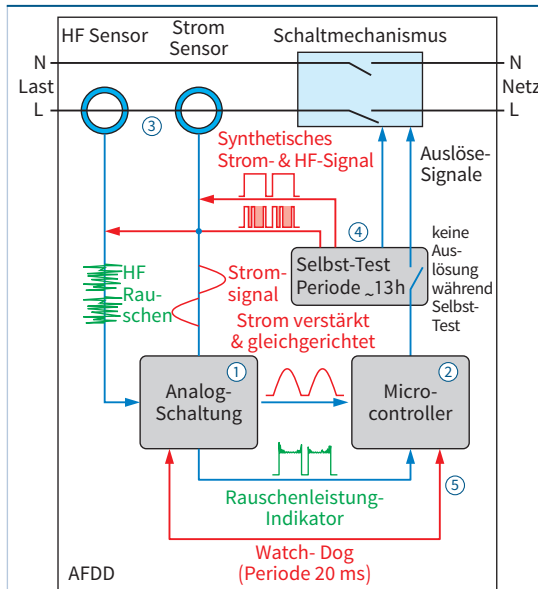 HF Sensor
Strom
Sensor
Schaltmechanismus
N
N
Last
Netz
L
L
③
Synthetisches
Strom- & HF-Signal
Auslöse-
Signale
④
keine
Aus-
lösung
während
Selbst-
Test
Selbst-Test
Periode ~13h
HF
Rau-
schen
Strom-
signal
Strom verstärkt
& gleichgerichtet
①
Analog-
Schaltung
②
Micro-
controller
⑤
Rauschenleistung-
Indikator
Watch- Dog
(Periode 20 ms)
AFDD